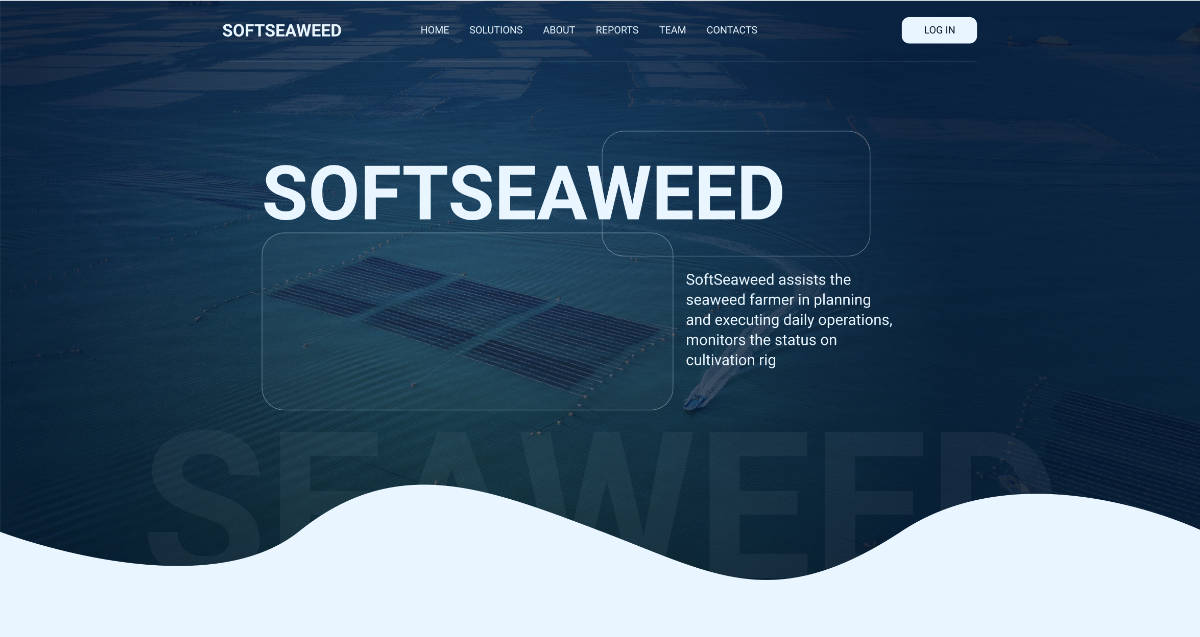 SOFTSEAWEED
HOME SOLUTIONS ABOUT REPORTS TEAM CONTACTS
LOG IN
SOFTSEAWEED
SoftSeaweed assists the
seaweed farmer in planning
and executing daily operations,
monitors the status on
cultivation rig
SEAWEED